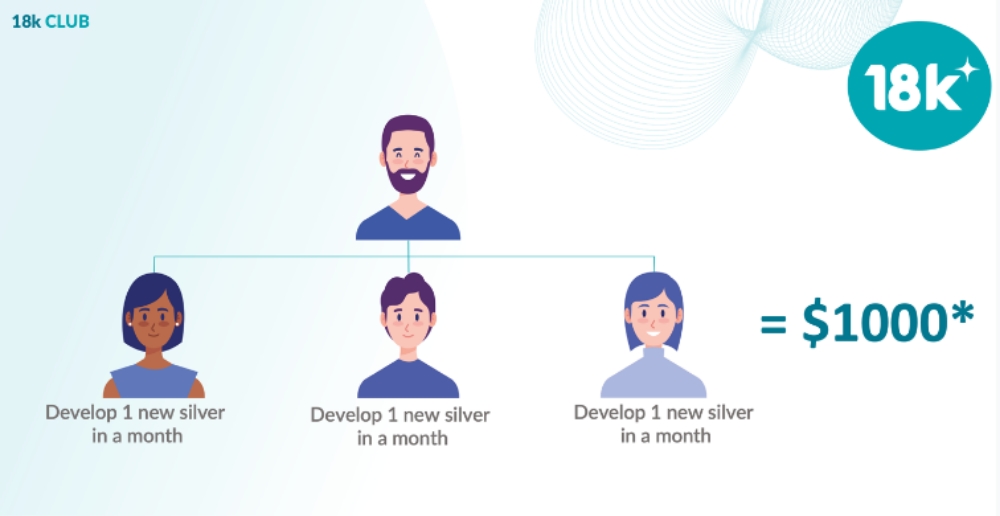 18k CLUB
18k
Develop 1 new silver
in a month
Develop 1 new silver
in a month
Develop 1 new silver
in a month
= $1000*